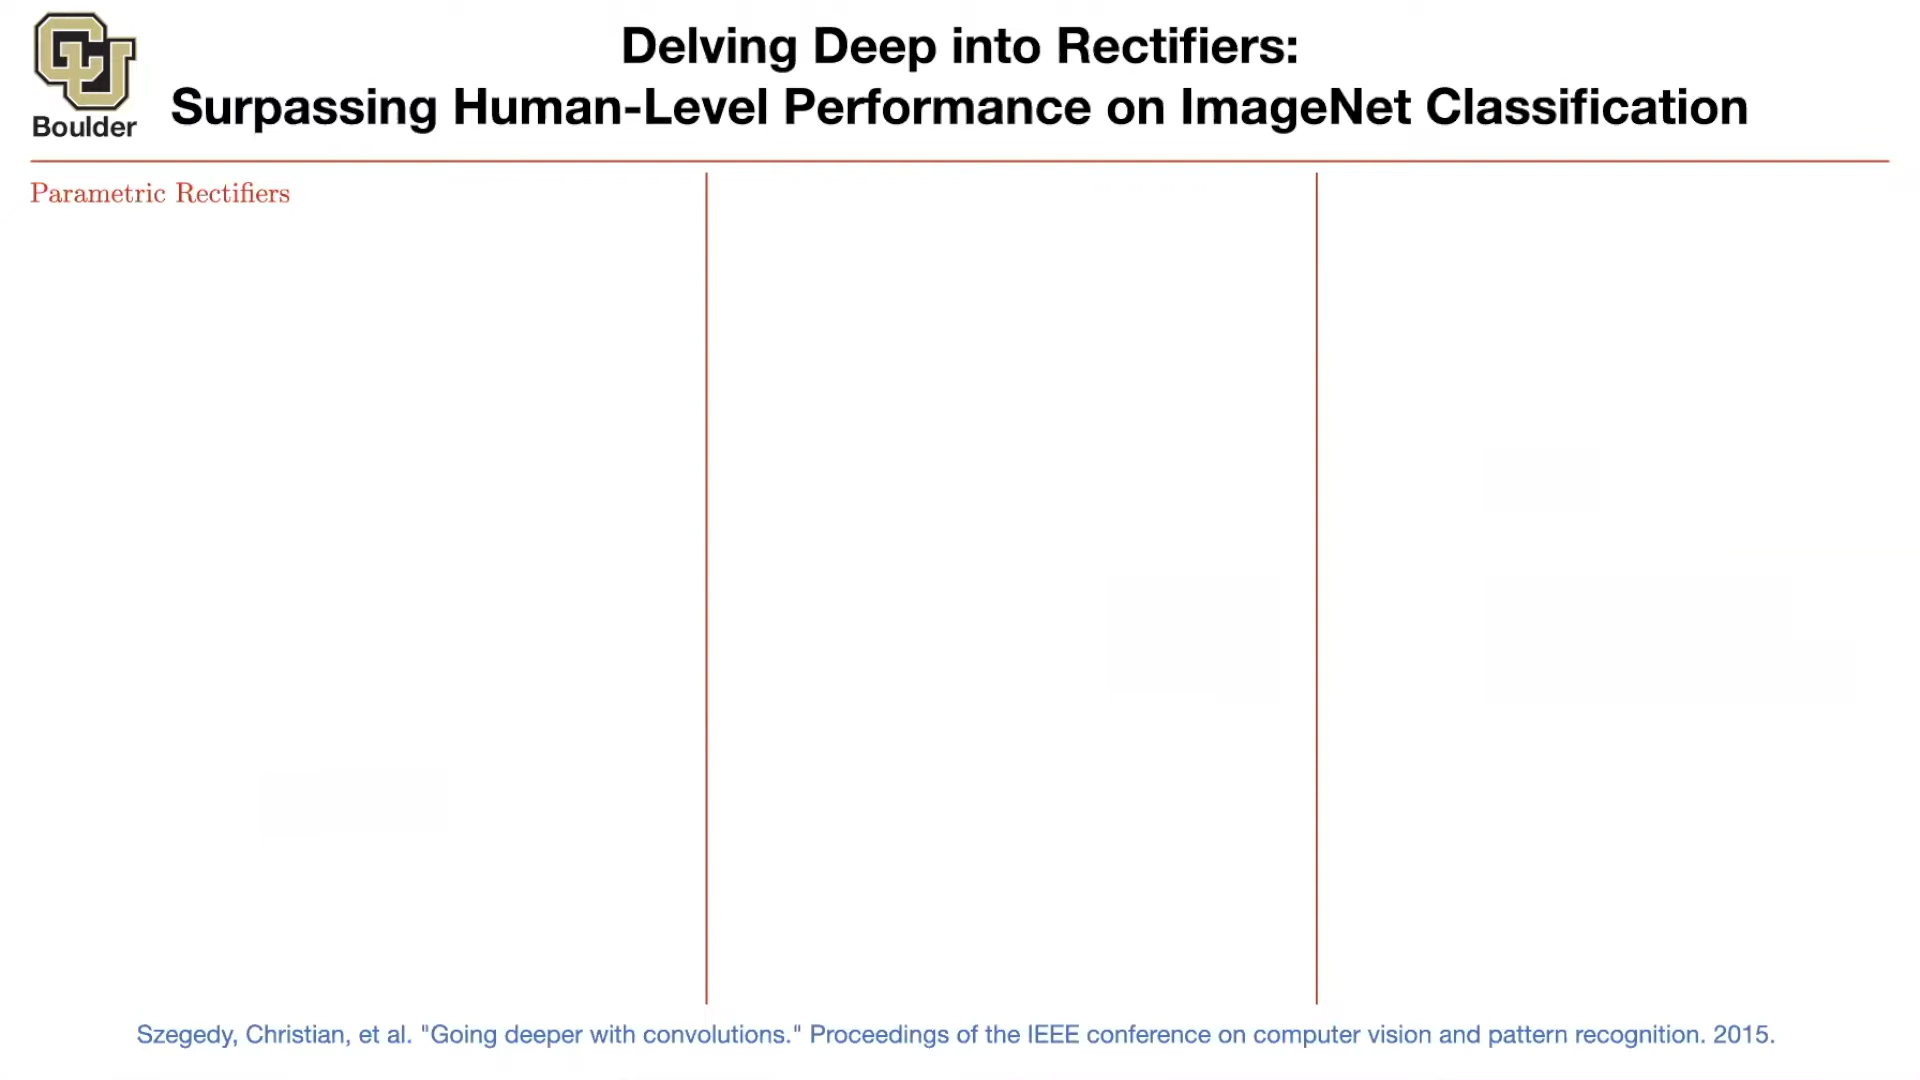 Delving Deep into Rectifiers:
Surpassing Human-Level Performance on ImageNet Classification
CU
Boulder
Parametric Rectifiers
Szegedy, Christian, et al. "Going deeper with convolutions." Proceedings of the IEEE conference on computer vision and pattern recognition. 2015.